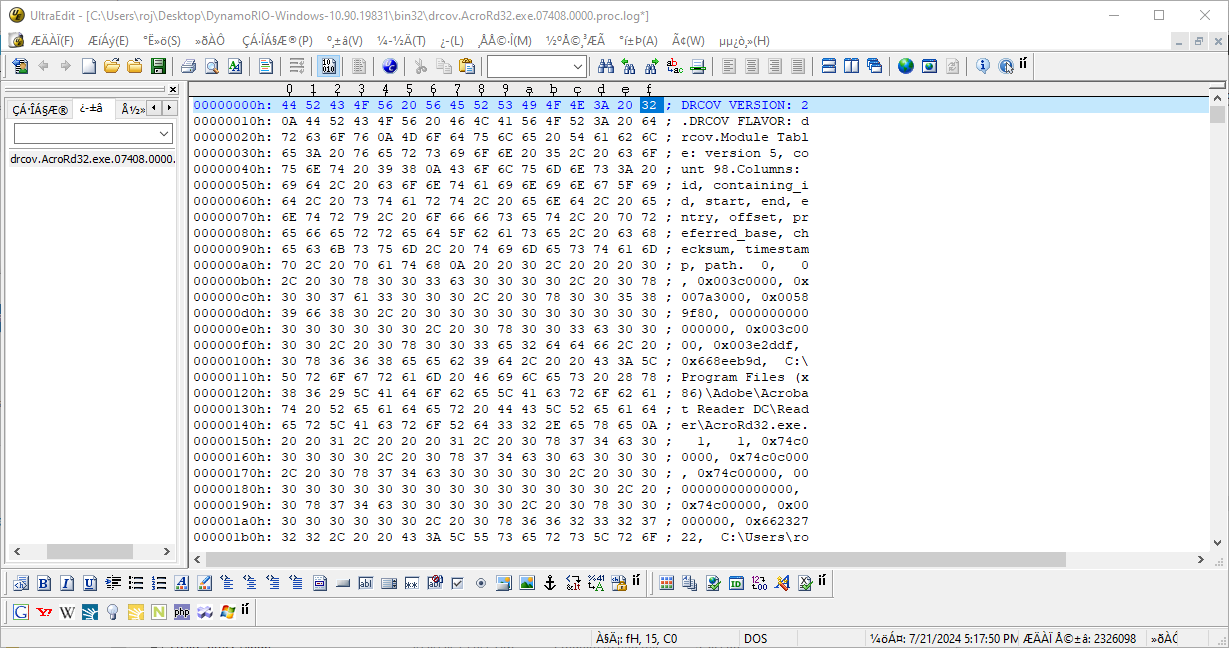 UltraEdit - [C:\Users\roj\Desktop\DynamoRIO-Windows-10.90.19831\bin32\drcov.AcroRd32.exe.07408.0000.proc.log*]
ÆÄÀÏ(F) ÆíÁý(E) °Ë»ö(S) »ðÀÔ ÇÁ·ÎÁ§Æ®(P) º¸±â(V) ¼­½Ä(T) ¿­(L) ¸ÅÅ©·Î(M) ½ºÅ©¸³Æ® °í±Þ(A) Ã¢(W) µµ¿ò¸»(H)
ÇÁ·ÎÁ§Æ® ¿­±â Â½»
drcov.AcroRd32.exe.07408.0000.
0 1 2 3 4 5 6 7 8 9 a b c d e f
00000000h: 44 52 43 4F 56 20 56 45 52 53 49 4F 4E 3A 20 32 ; DRCOV VERSION: 2
00000010h: 0A 44 52 43 4F 56 20 46 4C 41 56 4F 52 3A 20 64 ; .DRCOV FLAVOR: d
00000020h: 72 63 6F 76 0A 4D 6F 64 75 6C 65 20 54 61 62 6C ; rcov.Module Tabl
00000030h: 65 3A 20 76 65 72 73 69 6F 6E 20 35 2C 20 63 6F ; e: version 5, co
00000040h: 75 6E 74 20 39 38 0A 43 6F 6C 75 6D 6E 73 3A 20 ; unt 98.Columns:
00000050h: 69 64 2C 20 63 6F 6E 74 61 69 6E 69 6E 67 5F 69 ; id, containing_i
00000060h: 64 2C 20 73 74 61 72 74 2C 20 65 6E 64 2C 20 65 ; d, start, end, e
00000070h: 6E 74 72 79 2C 20 6F 66 66 73 65 74 2C 20 70 72 ; ntry, offset, pr
00000080h: 65 66 65 72 72 65 64 5F 62 61 73 65 2C 20 63 68 ; eferred_base, ch
00000090h: 65 63 6B 73 75 6D 2C 20 74 69 6D 65 73 74 61 6D ; ecksum, timestam
000000a0h: 70 2C 20 70 61 74 68 0A 20 20 30 2C 20 20 20 30 ; p, path.  0,   0
000000b0h: 2C 20 30 78 30 30 33 63 30 30 30 30 2C 20 30 78 ; , 0x003c0000, 0x
000000c0h: 30 30 37 61 33 30 30 30 2C 20 30 78 30 30 35 38 ; 007a3000, 0x0058
000000d0h: 39 66 38 30 2C 20 30 30 30 30 30 30 30 30 30 30 ; 9f80, 0000000000
000000e0h: 30 30 30 30 30 30 2C 20 30 78 30 30 33 63 30 30 ; 000000, 0x003c00
000000f0h: 30 30 2C 20 30 78 30 30 33 65 32 64 64 66 2C 20 ; 00, 0x003e2ddf,
00000100h: 30 78 36 36 38 65 65 62 39 64 2C 20 20 43 3A 5C ; 0x668eeb9d,  C:\
00000110h: 50 72 6F 67 72 61 6D 20 46 69 6C 65 73 20 28 78 ; Program Files (x
00000120h: 38 36 29 5C 41 64 6F 62 65 5C 41 63 72 6F 62 61 ; 86)\Adobe\Acroba
00000130h: 74 20 52 65 61 64 65 72 20 44 43 5C 52 65 61 64 ; t Reader DC\Read
00000140h: 65 72 5C 41 63 72 6F 52 64 33 32 2E 65 78 65 0A ; er\AcroRd32.exe.
00000150h: 20 20 31 2C 20 20 20 31 2C 20 30 78 37 34 63 30 ;   1,   1, 0x74c0
00000160h: 30 30 30 30 2C 20 30 78 37 34 63 30 63 30 30 30 ; 0000, 0x74c0c000
00000170h: 2C 20 30 78 37 34 63 30 30 30 30 30 2C 20 30 30 ; , 0x74c00000, 00
00000180h: 30 30 30 30 30 30 30 30 30 30 30 30 30 30 2C 20 ; 00000000000000,
00000190h: 30 78 37 34 63 30 30 30 30 30 2C 20 30 78 30 30 ; 0x74c00000, 0x00
000001a0h: 30 30 30 30 30 30 2C 20 30 78 36 36 32 33 32 37 ; 000000, 0x662327
000001b0h: 32 32 2C 20 20 43 3A 5C 55 73 65 72 73 5C 72 6F ; 22,  C:\Users\ro
À§Ä¡: fH, 15, C0 DOS ¼öÁ¤: 7/21/2024 5:17:50 PM ÆÄÀÏ Å©±â: 2326098 »ðÀÔ